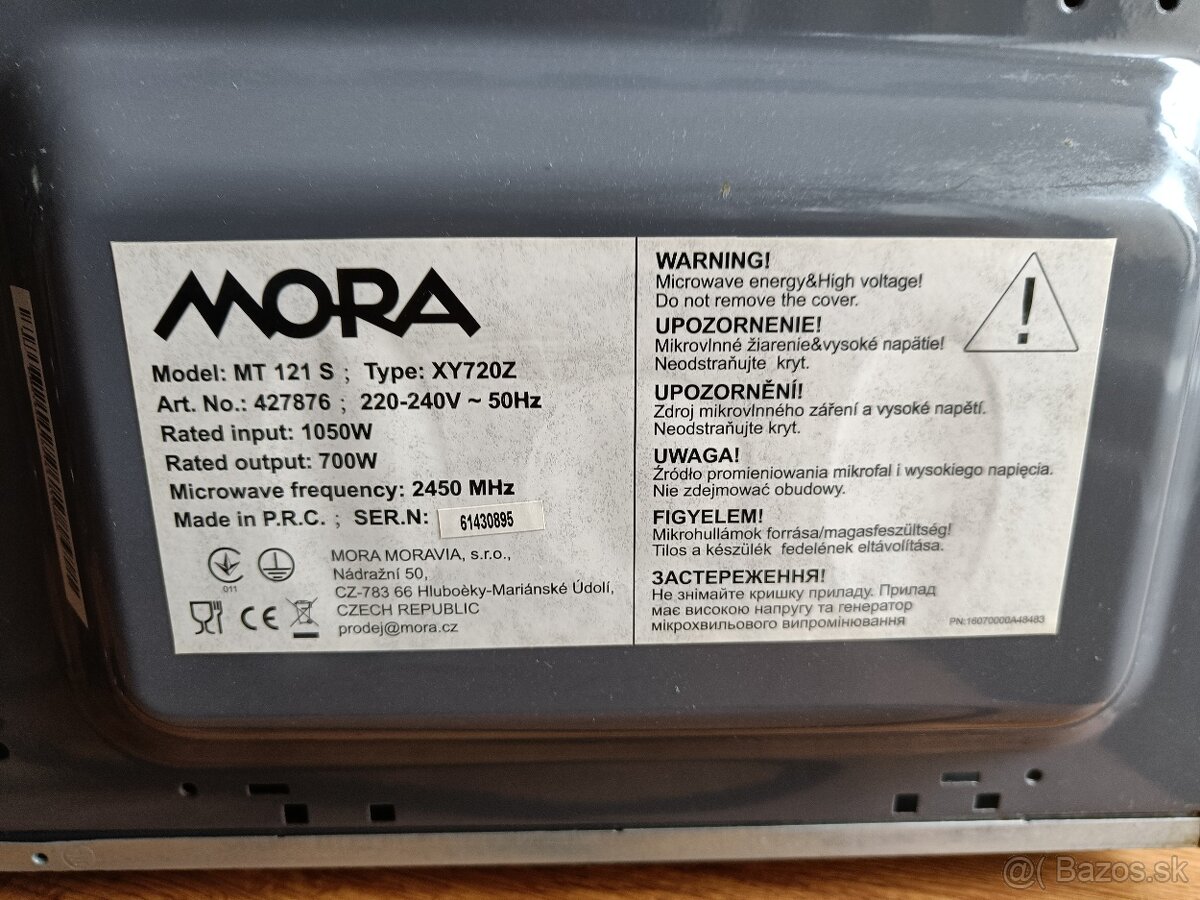 MORA
Model: MT 121 S ; Type: XY720Z
Art. No.: 427876 ; 220-240V ~ 50Hz
Rated input: 1050W
Rated output: 700W
Microwave frequency: 2450 MHz
Made in P.R.C. ; SER.N: 61430895
011
CE
MORA MORAVIA, s.r.o.,
Nádražní 50,
CZ-783 66 Hluboèky-Mariánské Údolí,
CZECH REPUBLIC
prodej@mora.cz
WARNING!
Microwave energy&High voltage!
Do not remove the cover.
UPOZORNENIE!
Mikrovlnné žiarenie&vysoké napätie!
Neodstraňujte kryt.
UPOZORNĚNÍ!
Zdroj mikrovlnného záření a vysoké napětí.
Neodstraňujte kryt.
UWAGA!
Źródło promieniowania mikrofal i wysokiego napięcia.
Nie zdejmować obudowy.
FIGYELEM!
Mikrohullámok forrása/magasfeszültség!
Tilos a készülék fedelének eltávolítása.
ЗАСТЕРЕЖЕННЯ!
Не знімайте кришку приладу. Прилад
має високою напругу та генератор
мікрохвильового випромінювання
PN:16070000A48483
!
@( Bazos.sk